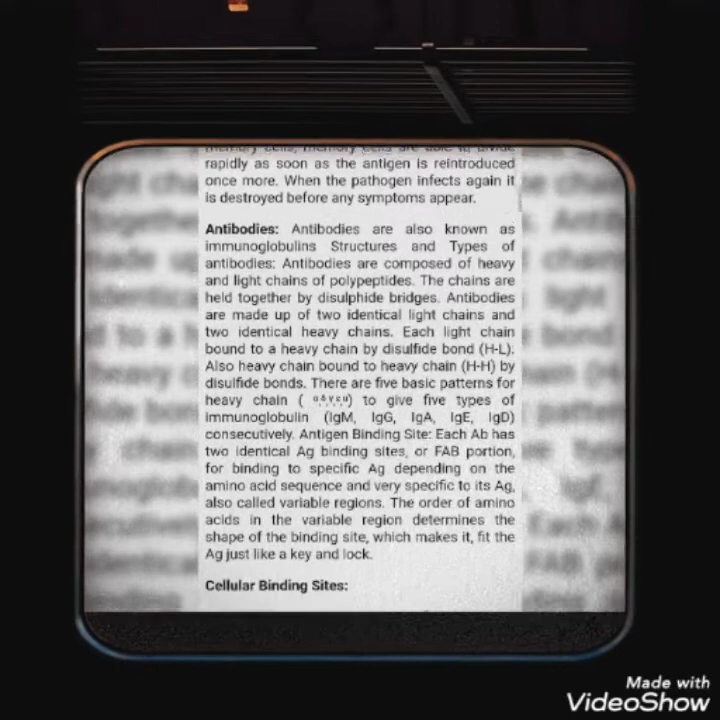 rapidly as soon as the antigen is reintroduced
once more. When the pathogen infects again it
is destroyed before any symptoms appear.
Antibodies: Antibodies are also known as
immunoglobulins Structures and Types of
antibodies: Antibodies are composed of heavy
and light chains of polypeptides. The chains are
held together by disulphide bridges. Antibodies
are made up of two identical light chains and
two identical heavy chains. Each light chain
bound to a heavy chain by disulfide bond (H-L).
Also heavy chain bound to heavy chain (H-H) by
disulfide bonds. There are five basic patterns for
heavy chain ( ) to give five types of
immunoglobulin (IgM, IgG, IgA, IgE, IgD)
consecutively. Antigen Binding Site: Each Ab has
two identical Ag binding sites, or FAB portion,
for binding to specific Ag depending on the
amino acid sequence and very specific to its Ag,
also called variable regions. The order of amino
acids in the variable region determines the
shape of the binding site, which makes it, fit the
Ag just like a key and lock.
Cellular Binding Sites:
Made with
VideoShow